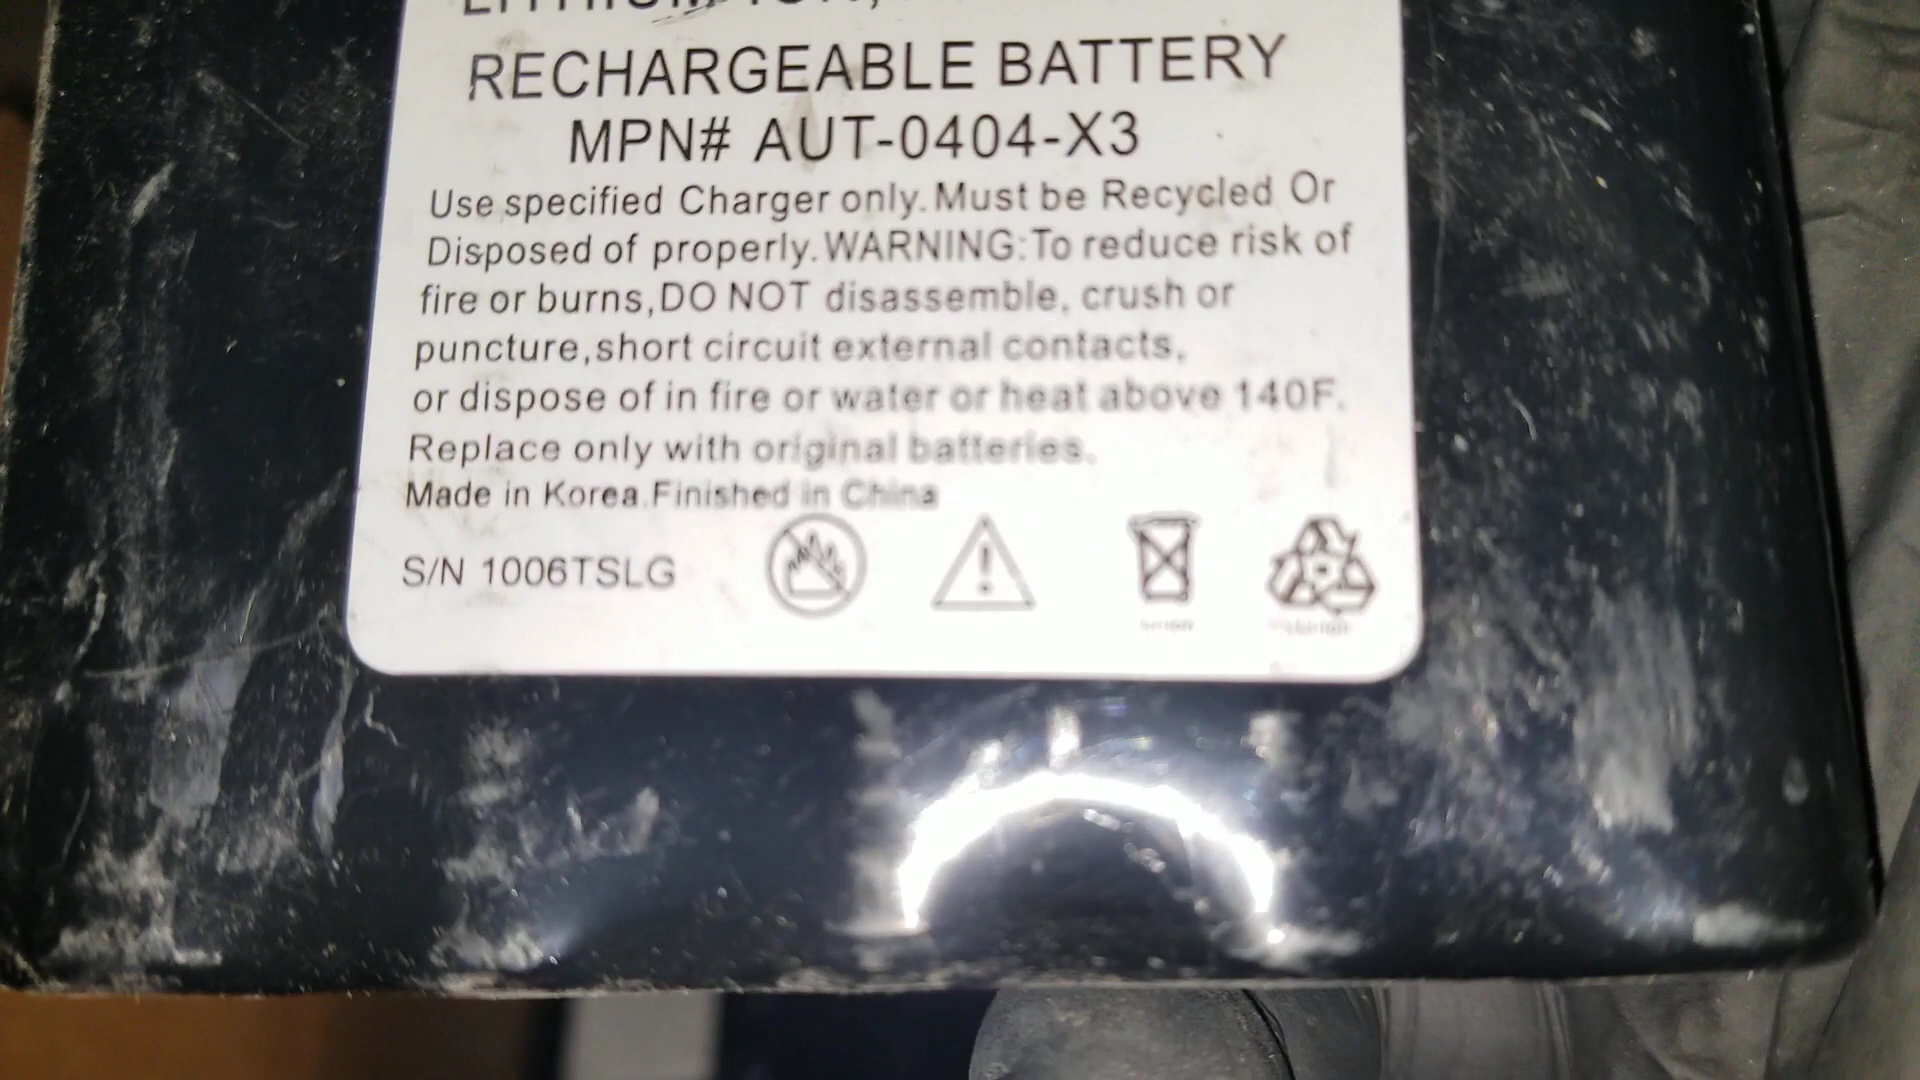 LITHIUM ION,
RECHARGEABLE BATTERY
MPN# AUT-0404-X3
Use specified Charger only. Must be Recycled Or
Disposed of properly. WARNING: To reduce risk of
fire or burns, DO NOT disassemble, crush or
puncture, short circuit external contacts,
or dispose of in fire or water or heat above 140F.
Replace only with original batteries.
Made in Korea. Finished in China
S/N 1006TSLG